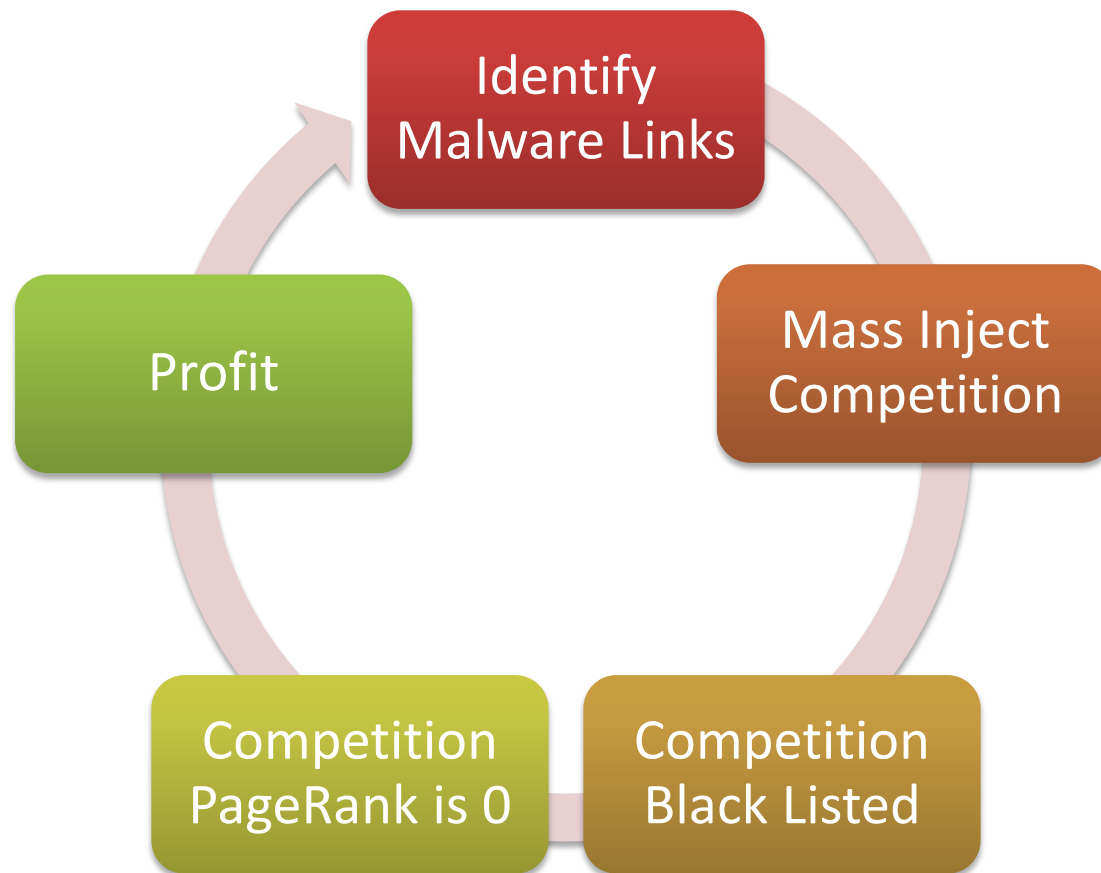 Identify
Malware Links
Mass Inject
Competition
Competition
Black Listed
Competition
PageRank is 0
Profit